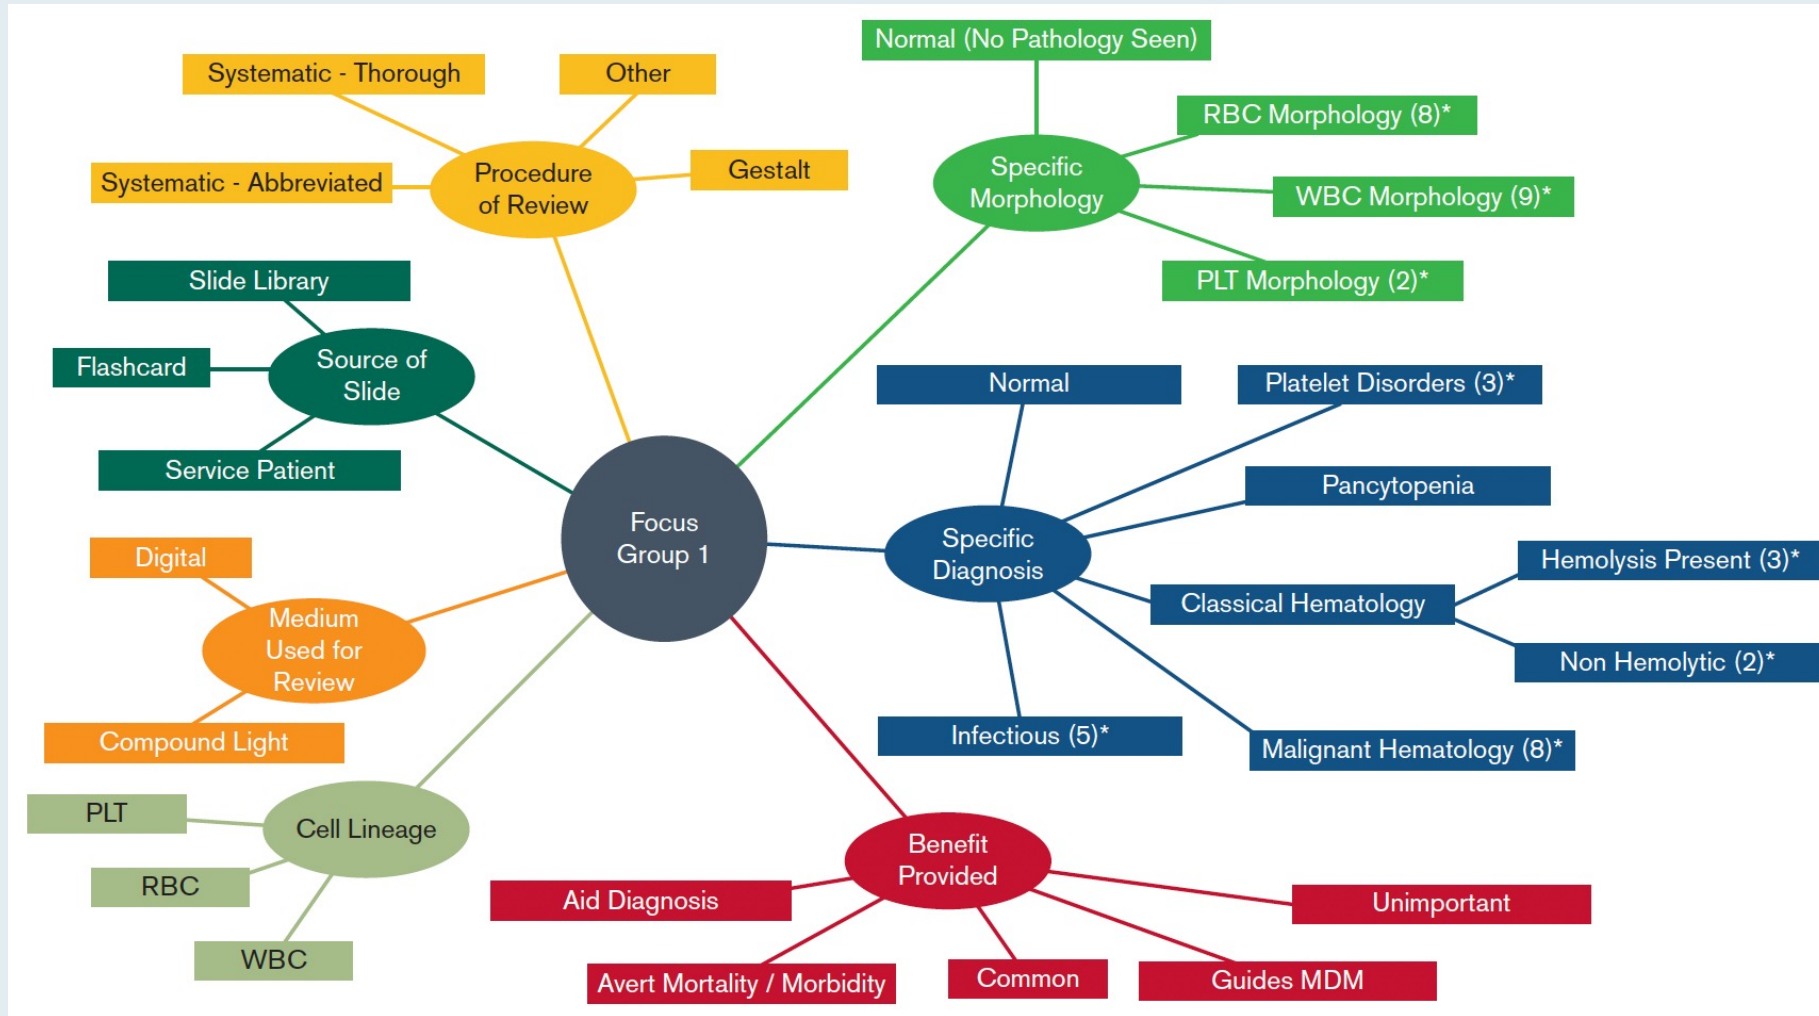 Normal (No Pathology Seen)
Systematic - Thorough
Other
RBC Morphology (8)*
Procedure
of Review
Gestalt
Systematic - Abbreviated
Specific
Morphology
WBC Morphology (9)*
PLT Morphology (2)*
Slide Library
Flashcard
Source of
Slide
Service Patient
Normal
Platelet Disorders (3)*
Pancytopenia
Focus
Group 1
Specific
Diagnosis
Hemolysis Present (3)*
Classical Hematology
Non Hemolytic (2)*
Infectious (5)*
Malignant Hematology (8)*
Digital
Medium
Used for
Review
Compound Light
PLT
Cell Lineage
RBC
WBC
Benefit
Provided
Aid Diagnosis
Unimportant
Avert Mortality / Morbidity
Common
Guides MDM